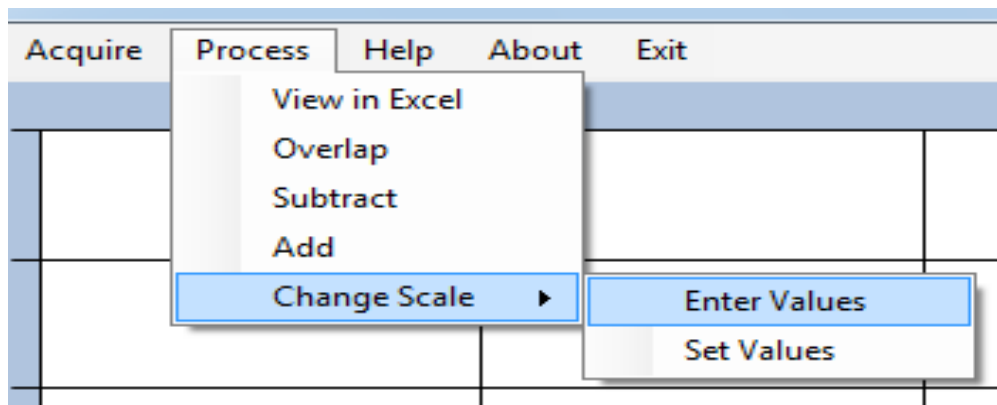 Acquire Process Help About Exit
View in Excel
Overlap
Subtract
Add
Change Scale
Enter Values
Set Values